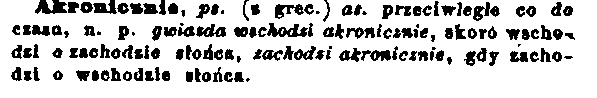 Akronicznie, ps. (z grec.) as. przeciwlegle co do
czasu, n. p. gwiazda wschodzi akronicznie, skoro wscho-
dzi o zachodzie słońca, zachodzi akronicznie, gdy zacho-
dzi o wschodzie słońca.